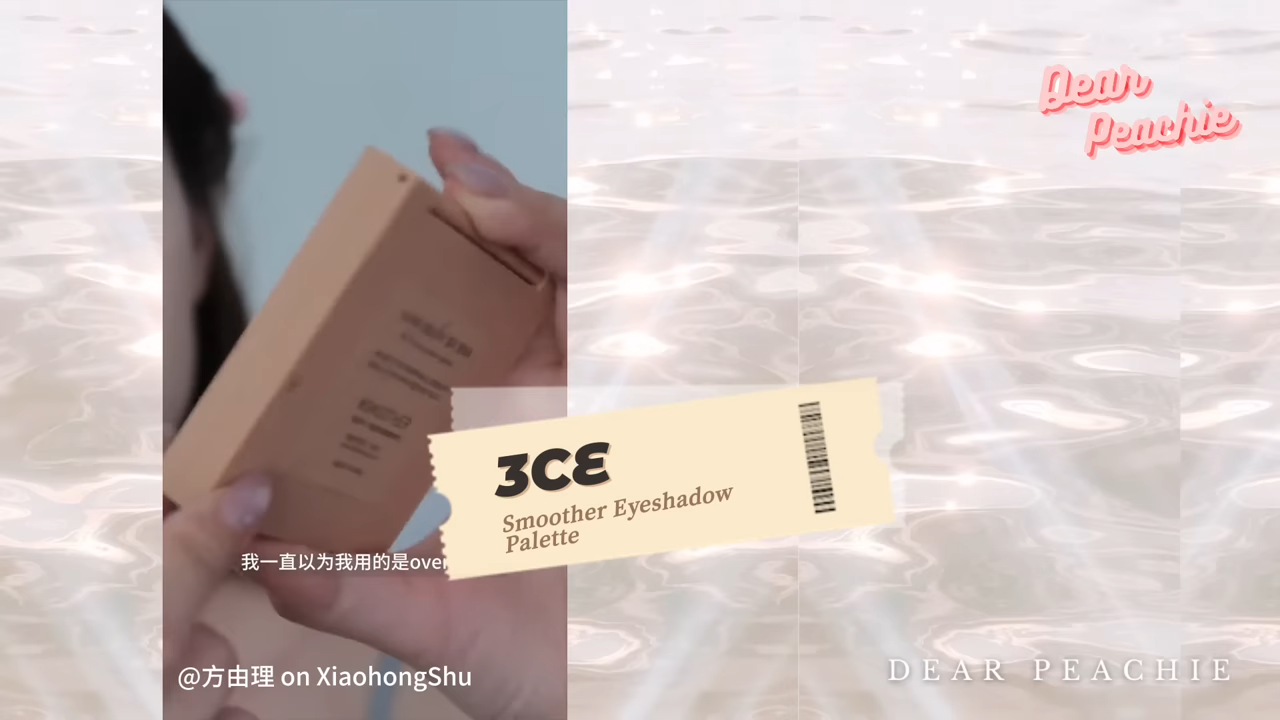 Dear
Peachie
3CE
Smoother Eyeshadow
Palette
我一直以为我用的是over
@方由理 on XiaohongShu
DEAR PEACHIE